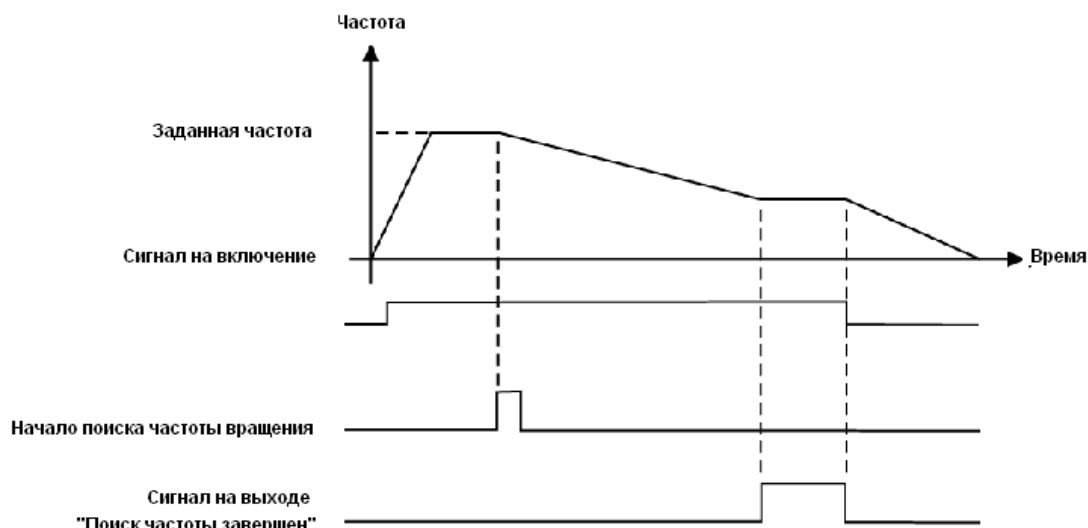 Частота
Заданная частота
Сигнал на включение
Время
Начало поиска частоты вращения
Сигнал на выходе
"Поиск частоты завершен"